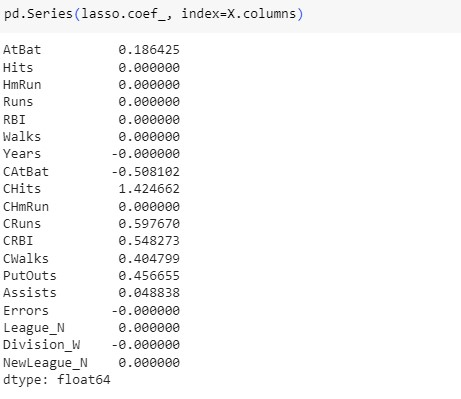 pd.Series(lasso.coef_, index=X.columns)
AtBat 0.186425
Hits 0.000000
HmRun 0.000000
Runs 0.000000
RBI 0.000000
Walks 0.000000
Years -0.000000
CAtBat -0.508102
CHits 1.424662
CHmRun 0.000000
CRuns 0.597670
CRBI 0.548273
CWalks 0.404799
PutOuts 0.456655
Assists 0.048838
Errors -0.000000
League_N 0.000000
Division_W -0.000000
NewLeague_N 0.000000
dtype: float64